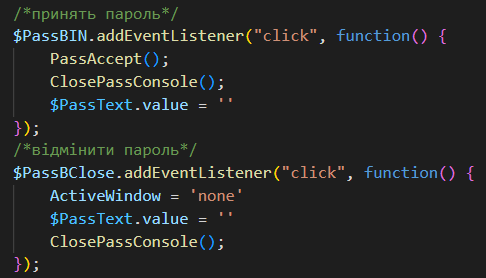 /*принять пароль*/
$PassBIN.addEventListener("click", function() {
    PassAccept();
    ClosePassConsole();
    $PassText.value = ''
});
/*відмінити пароль*/
$PassBClose.addEventListener("click", function() {
    ActiveWindow = 'none'
    $PassText.value = ''
    ClosePassConsole();
});